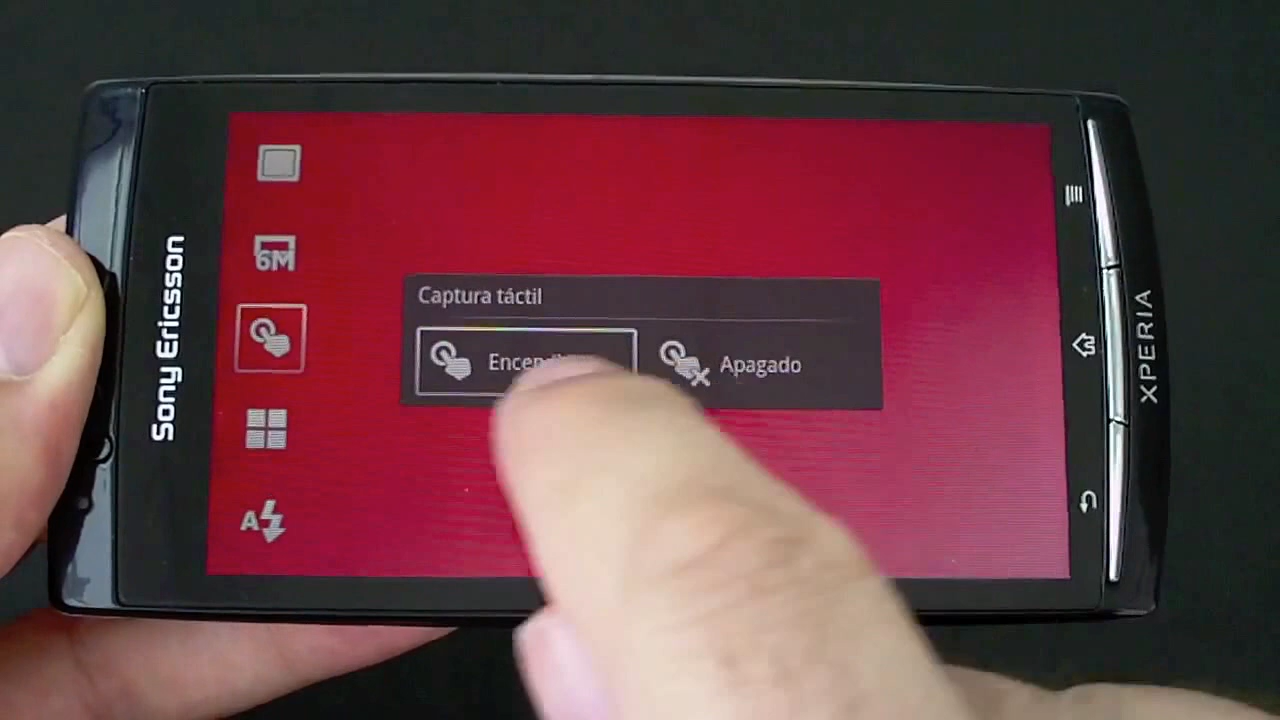 Sony Ericsson
6M
A
Captura táctil
Apagado
XPERIA